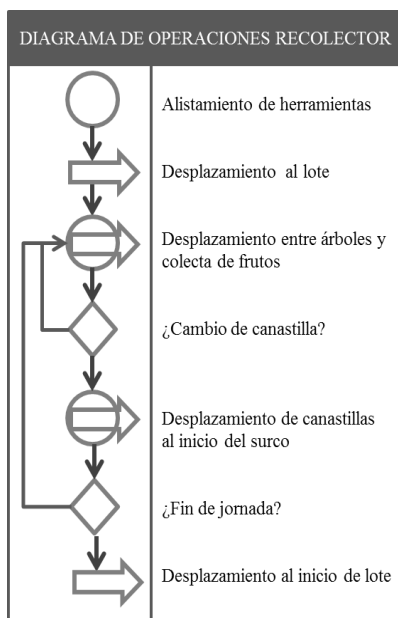 DIAGRAMA DE OPERACIONES RECOLECTOR
Alistamiento de herramientas
Desplazamiento al lote
Desplazamiento entre árboles y
colecta de frutos
¿Cambio de canastilla?
Desplazamiento de canastillas
al inicio del surco
¿Fin de jornada?
Desplazamiento al inicio de lote